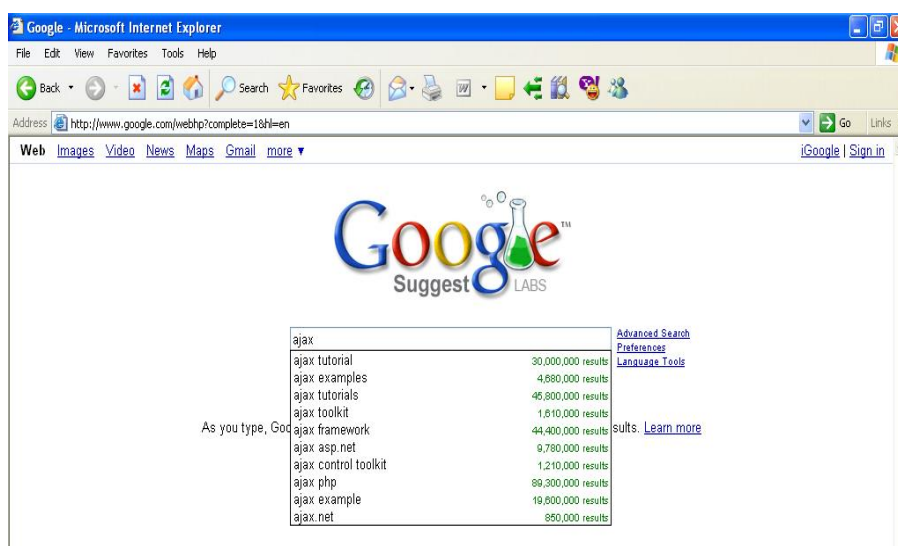 Google - Microsoft Internet Explorer
File Edit View Favorites Tools Help
Back Search Favorites
Address http://www.google.com/webhp?complete=1&hl=en Go Links
Web Images Video News Maps Gmail more ▼ iGoogle | Sign in
Google™
Suggest LABS
ajax Advanced Search
Preferences
ajax tutorial 30,000,000 results Language Tools
ajax examples 4,680,000 results
ajax tutorials 45,800,000 results
ajax toolkit 1,610,000 results
As you type, Goo ajax framework 44,400,000 results sults. Learn more
ajax asp.net 9,780,000 results
ajax control toolkit 1,210,000 results
ajax php 89,300,000 results
ajax example 19,600,000 results
ajax.net 850,000 results